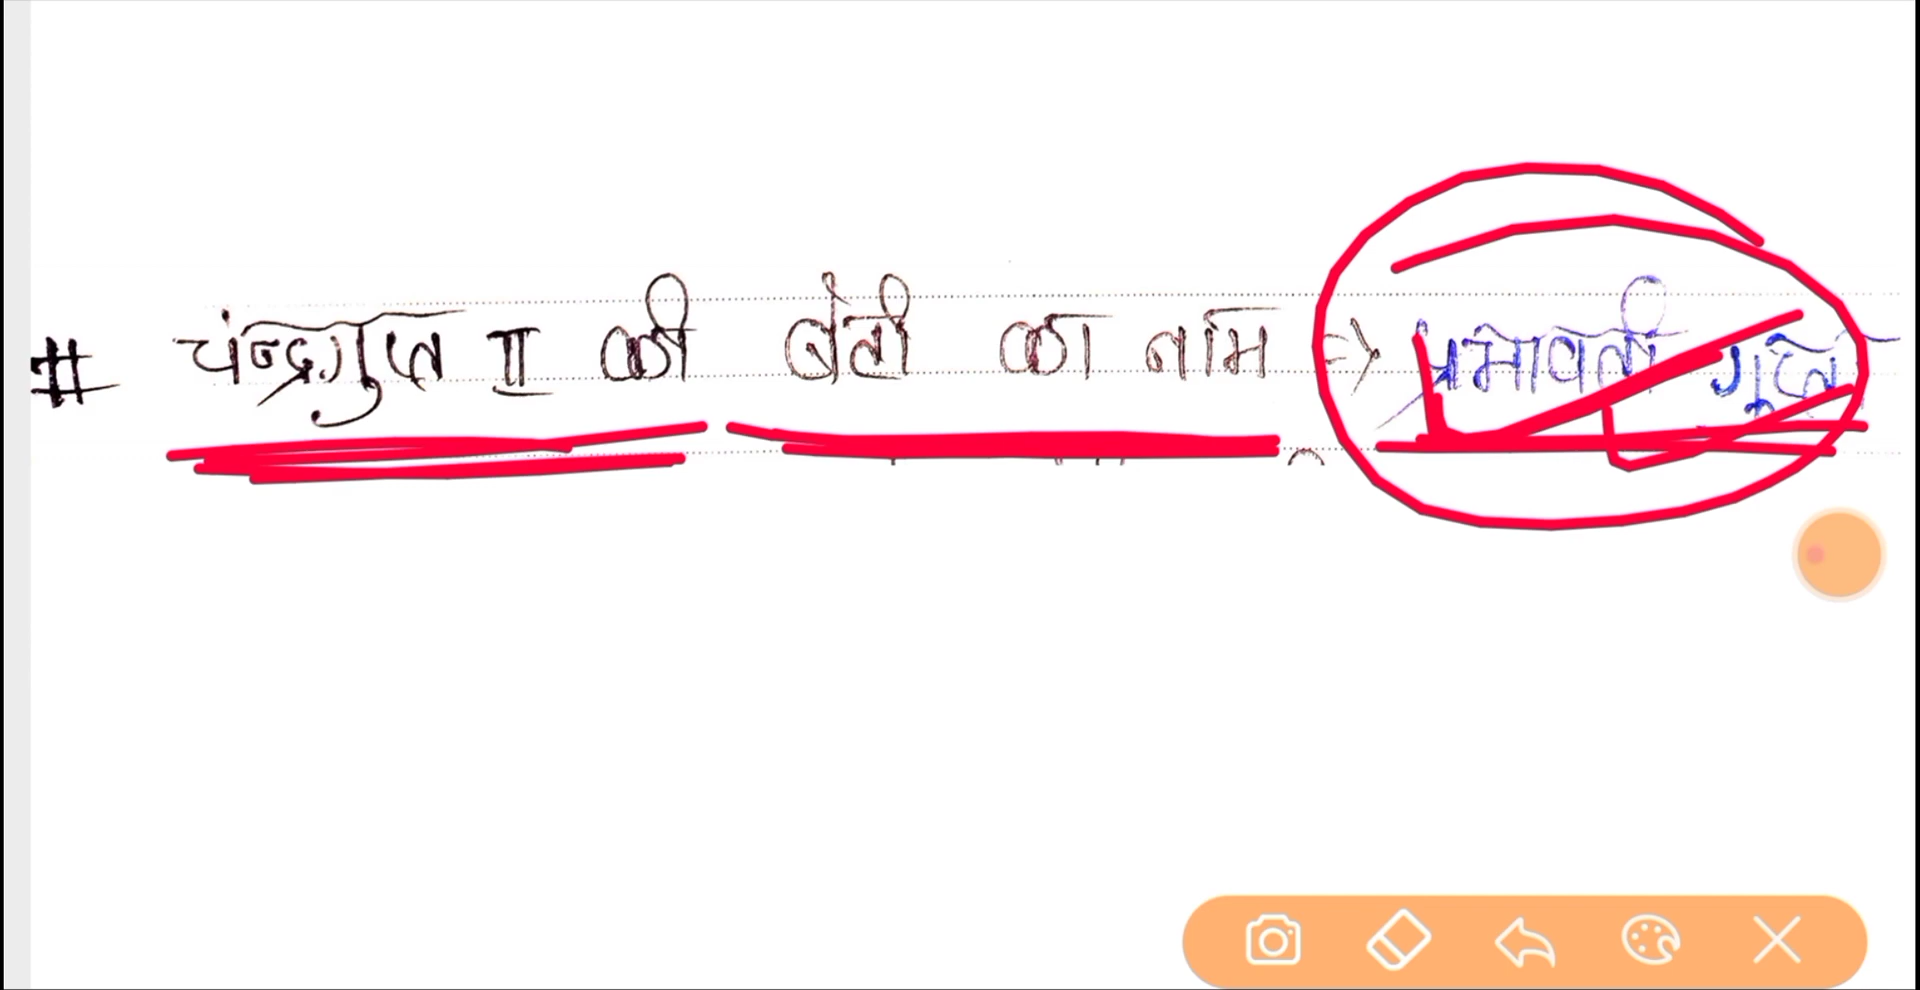 # चंन्द्रगुप्त II की बेटी का नाम => प्रभावती गुप्त